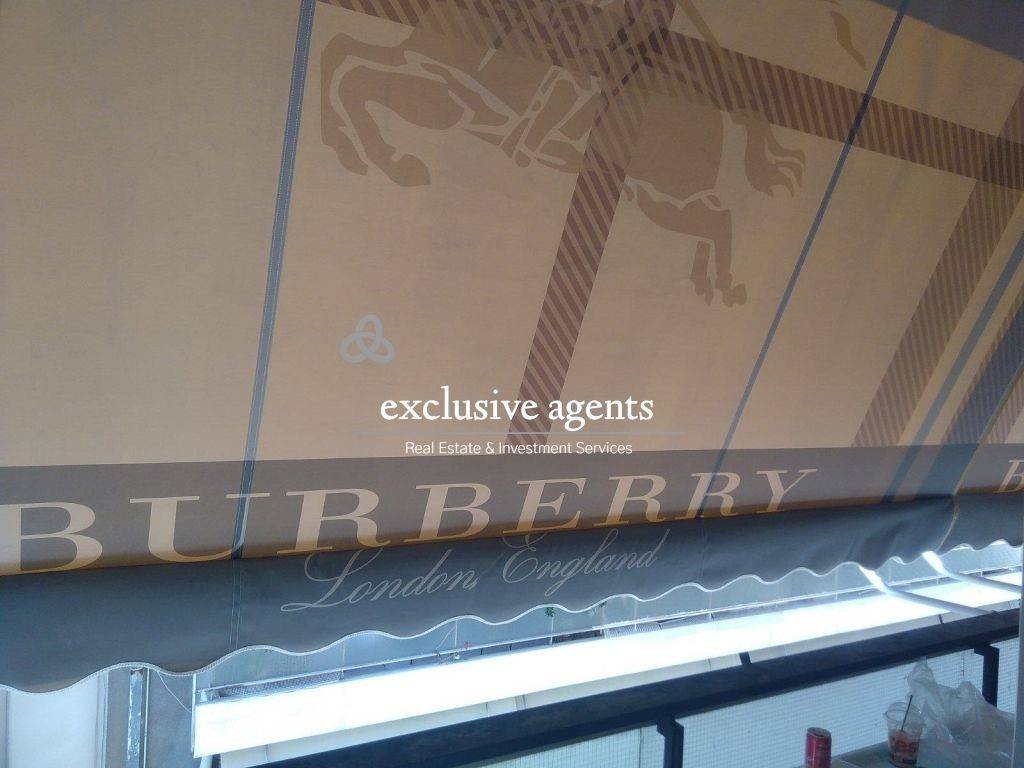 exclusive agents
Real Estate & Investment Services
BURBERRY
London, England